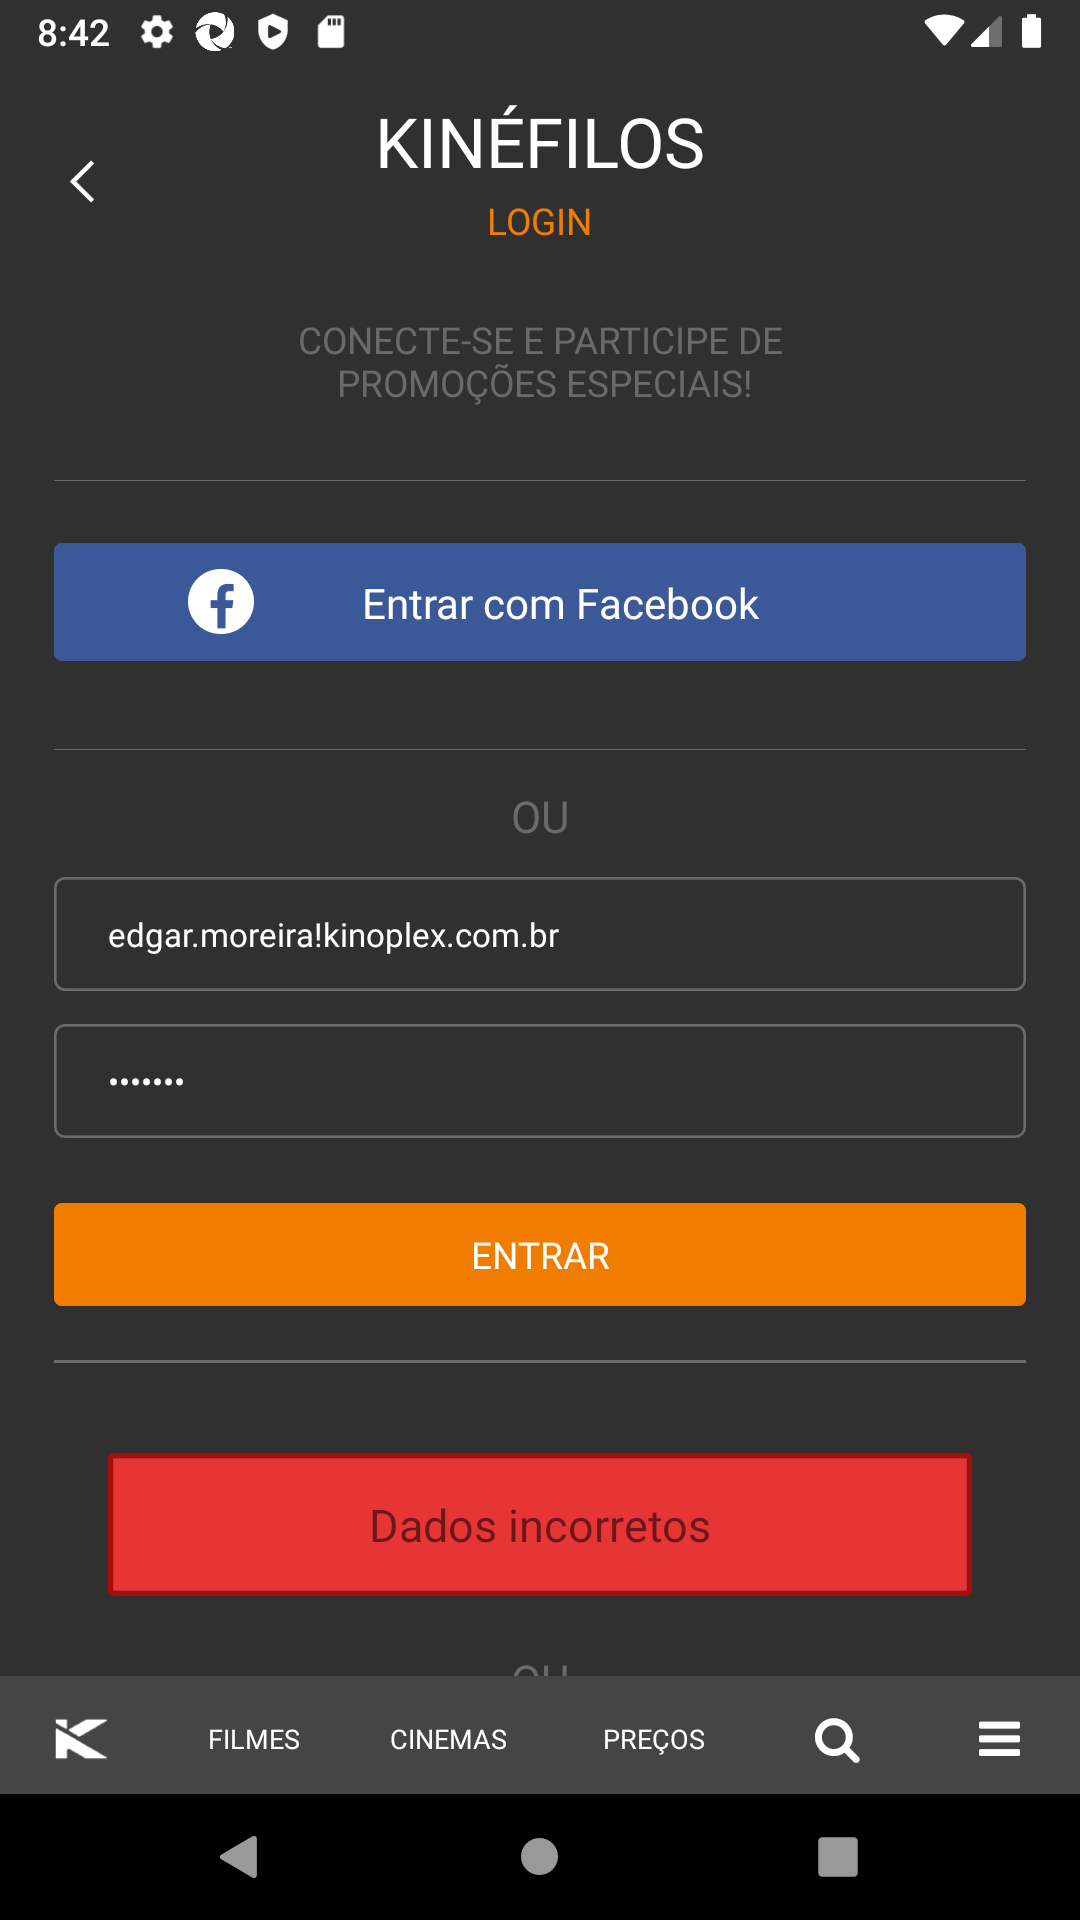 8:42
KINÉFILOS
LOGIN
CONECTE-SE E PARTICIPE DE
PROMOÇÕES ESPECIAIS!
Entrar com Facebook
OU
edgar.moreira!kinoplex.com.br
•••••••
ENTRAR
Dados incorretos
OU
FILMES CINEMAS PREÇOS